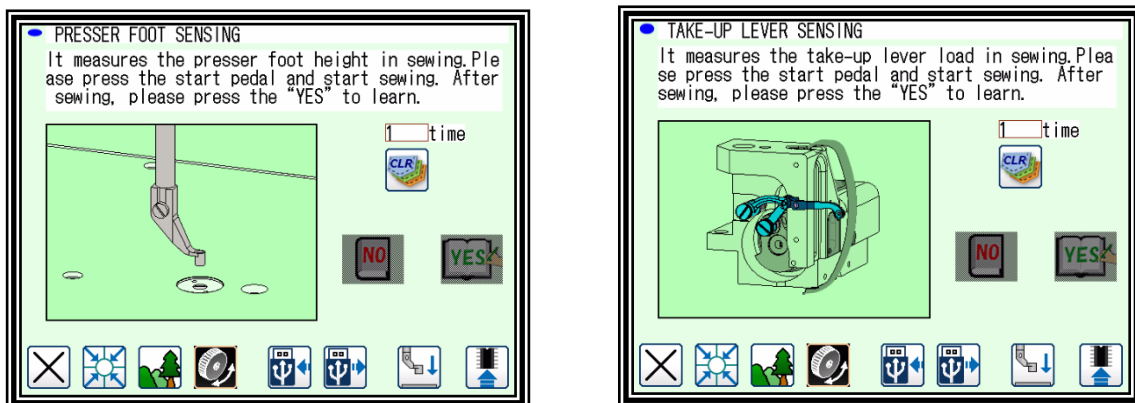 PRESSER FOOT SENSING
It measures the presser foot height in sewing.Ple
ase press the start pedal and start sewing. After
sewing, please press the “YES” to learn.
1 time
CLR
NO
YES
TAKE-UP LEVER SENSING
It measures the take-up lever load in sewing.Plea
se press the start pedal and start sewing. After
sewing, please press the “YES” to learn.
1 time
CLR
NO
YES